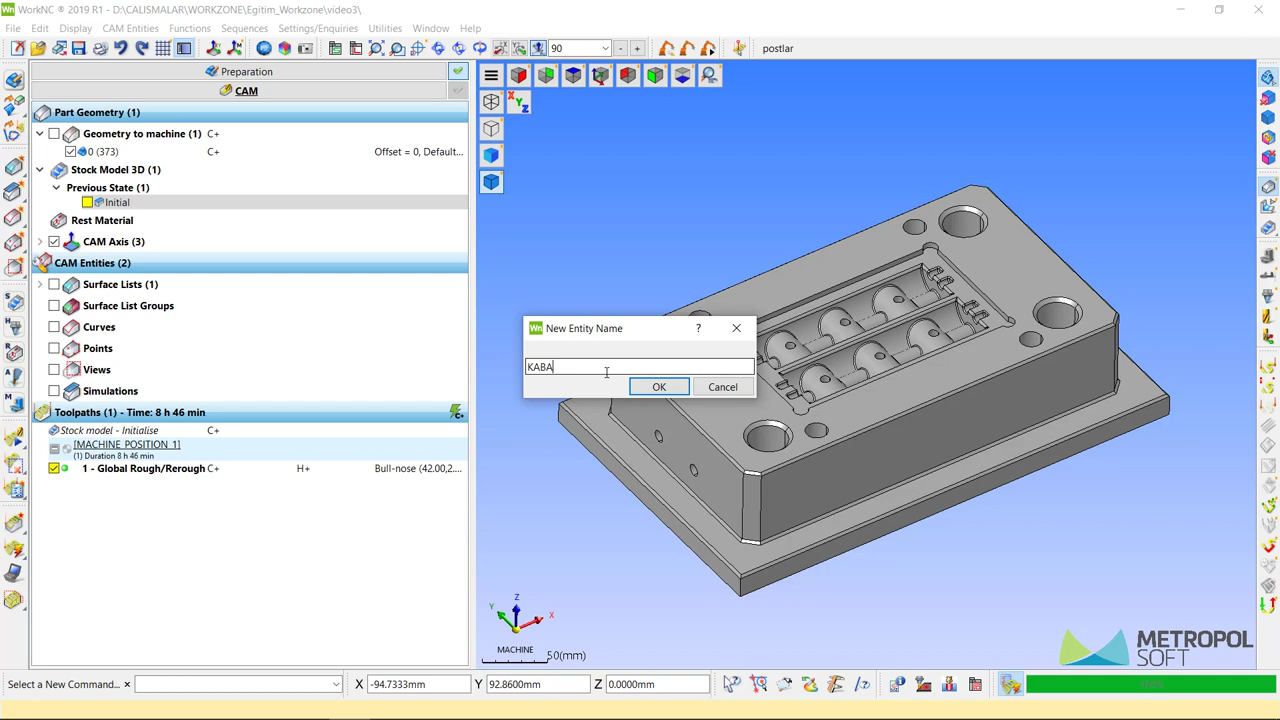 WorkNC © 2019 R1 - D:\CALISMALAR\WORKZONE\Egitim_Workzone\video3\
File Edit Display CAM Entities Functions Sequences Settings/Enquiries Utilities Window Help
90 - + postlar
Preparation
CAM
Part Geometry (1)
Geometry to machine (1) C+
0 (373) C+ Offset = 0, Default...
Stock Model 3D (1)
Previous State (1)
Initial
Rest Material
CAM Axis (3)
CAM Entities (2)
Surface Lists (1)
Surface List Groups
Curves
Points
Views
Simulations
Toolpaths (1) - Time: 8 h 46 min C+
Stock model - Initialise C+
[MACHINE_POSITION_1]
(1) Duration 8 h 46 min
1 - Global Rough/Rerough C+ H+ Bull-nose (42.00,2....
X Y Z
New Entity Name ?
KABA
OK Cancel
Z
Y X
MACHINE 50(mm)
METROPOL
SOFT
Select a New Command... X -94.7333mm Y 92.8600mm Z 0.0000mm